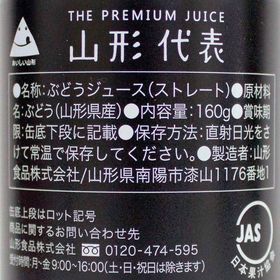 THE PREMIUM JUICE
おいしい山形
山形代表
●名称●ぶどうジュース(ストレート)●原材料
名●ぶどう(山形県産)●内容量●160g●賞味期
限●缶底下段に記載●保存方法●直射日光をさ
けて常温で保存してください。●製造者●山形
食品株式会社/山形県南陽市漆山1176番地1
缶底上段はロット記号
商品に関するお問い合わせ先
山形食品株式会社 0120-474-595
受付時間/月~金 9:00~16:00(土・日・祝日は除きます)
JAS
日本果汁